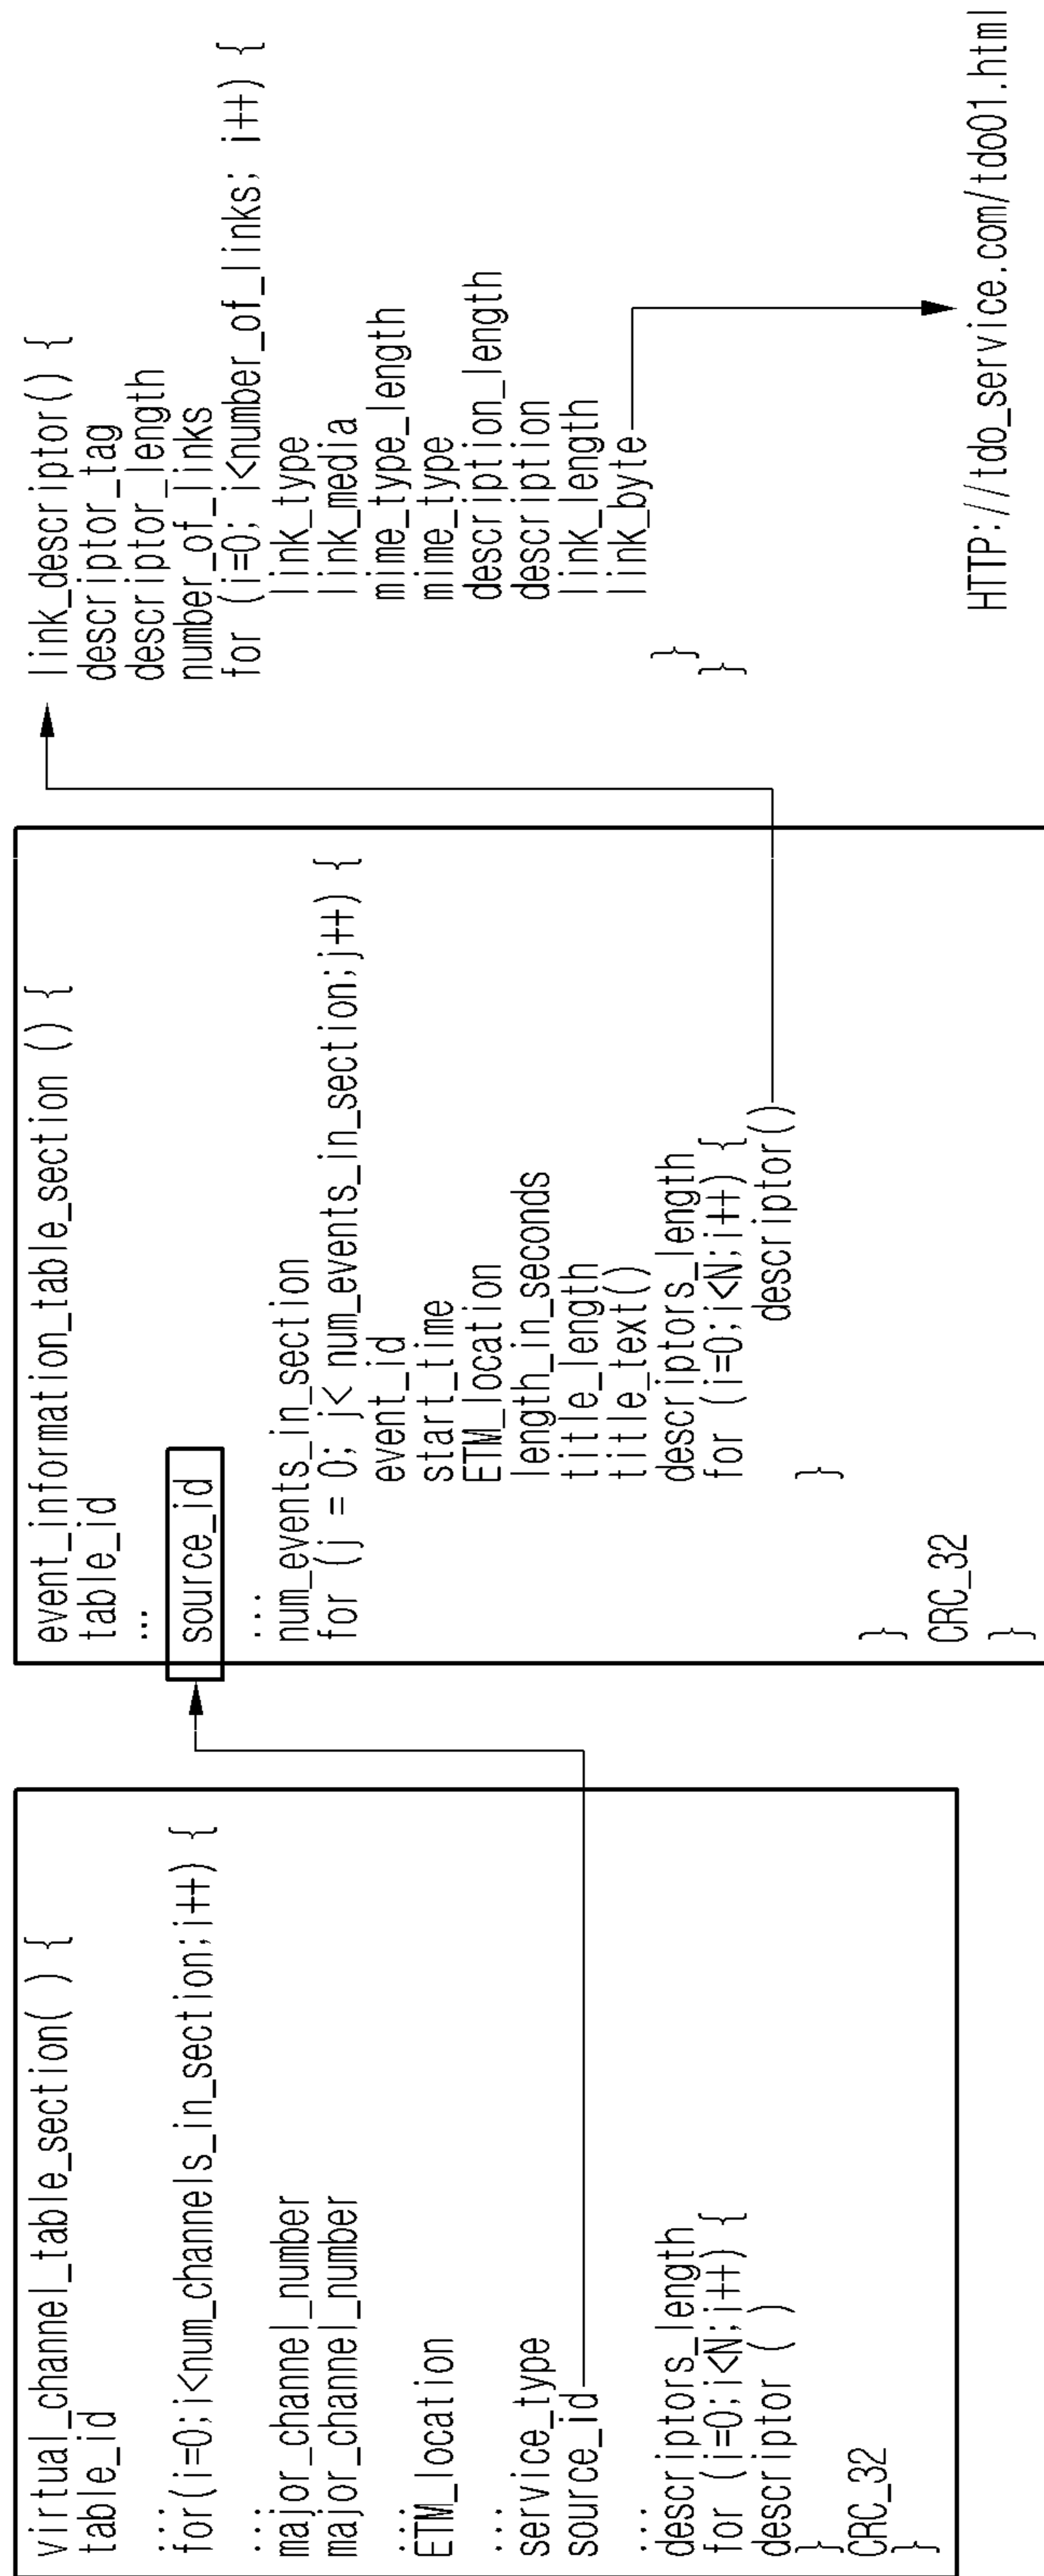 virtual_channel_table_section( ) {
table_id
...
for(i=0;i<num_channels_in_section;i++) {
...
major_channel_number
major_channel_number
...
ETM_location
...
service_type
source_id
...
descriptors_length
for (i=0;i<N;i++) {
descriptor ( )
}
CRC_32
}
event_information_table_section () {
table_id
...
source_id
...
num_events_in_section
for (j = 0; j< num_events_in_section;j++) {
event_id
start_time
ETM_location
length_in_seconds
title_length
title_text()
descriptors_length
for (i=0;i<N;i++) {
descriptor()
}
}
CRC_32
}
link_descriptor() {
descriptor_tag
descriptor_length
number_of_links
for (i=0; i<number_of_links; i++) {
link_type
link_media
mime_type_length
mime_type
description_length
description
link_length
link_byte
}
}
HTTP://tdo_service.com/tdo01.html